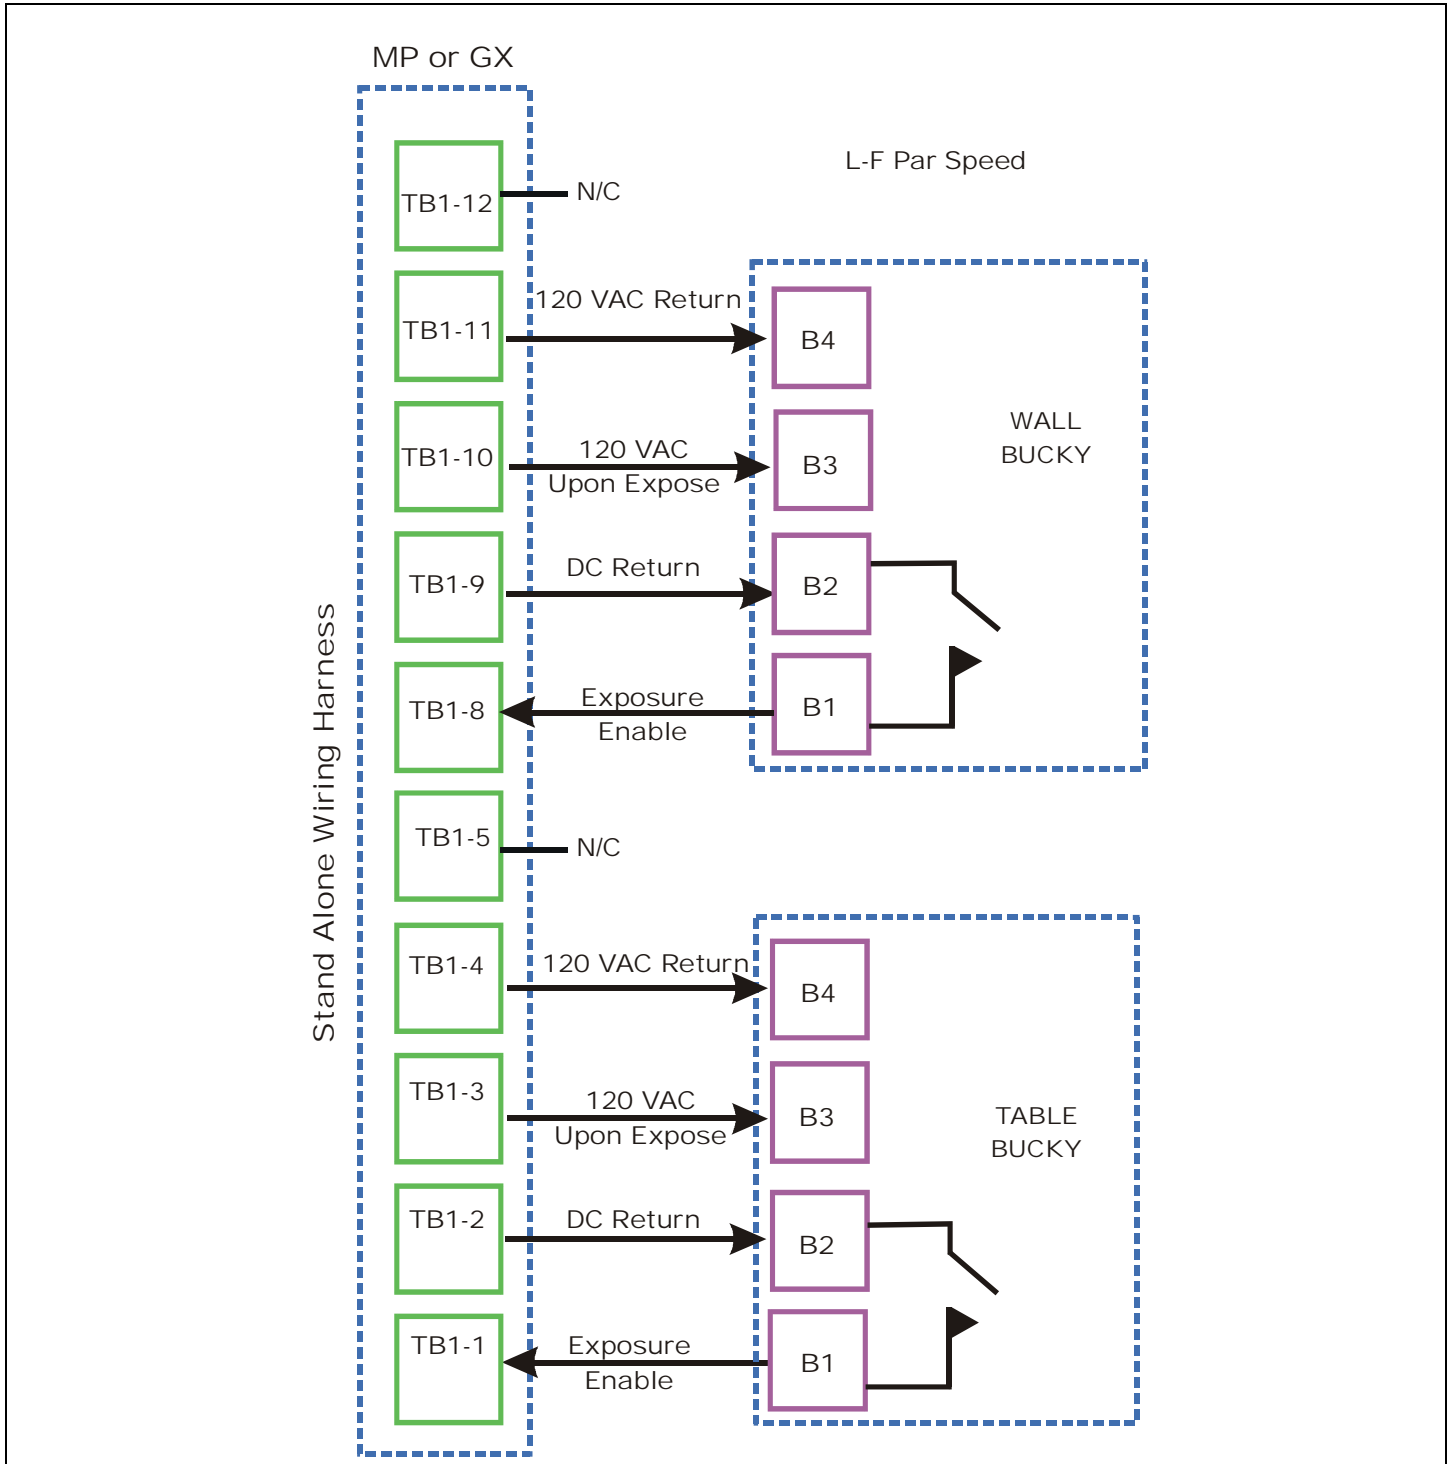 MP or GX
L-F Par Speed
Stand Alone Wiring Harness
TB1-12
N/C
TB1-11
120 VAC Return
B4
TB1-10
120 VAC
Upon Expose
B3
WALL
BUCKY
TB1-9
DC Return
B2
TB1-8
Exposure
Enable
B1
TB1-5
N/C
TB1-4
120 VAC Return
B4
TB1-3
120 VAC
Upon Expose
B3
TABLE
BUCKY
TB1-2
DC Return
B2
TB1-1
Exposure
Enable
B1